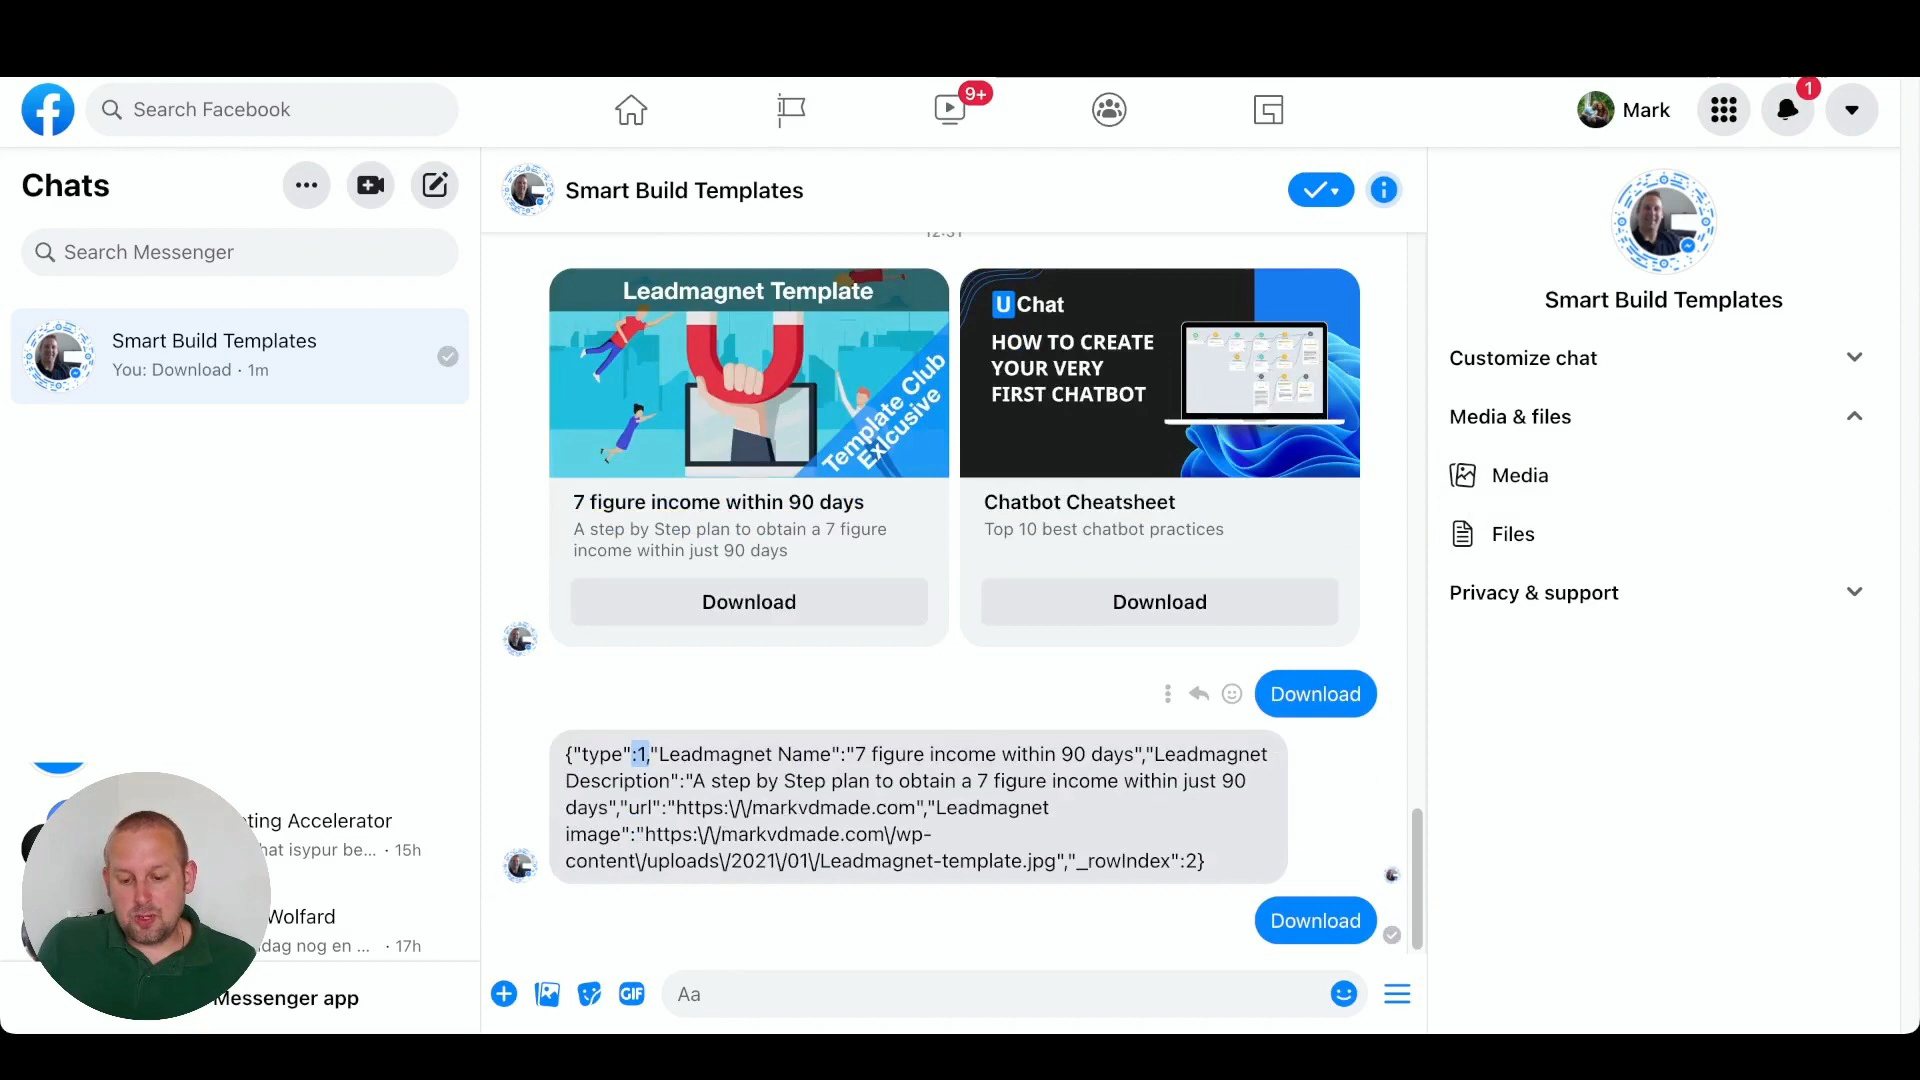 Search Facebook
9+
Mark
1
Chats
Smart Build Templates
Search Messenger
Smart Build Templates
You: Download · 1m
12:31
Leadmagnet Template
Template Club
Exlcusive
7 figure income within 90 days
A step by Step plan to obtain a 7 figure
income within just 90 days
Download
U Chat
HOW TO CREATE
YOUR VERY
FIRST CHATBOT
Chatbot Cheatsheet
Top 10 best chatbot practices
Download
Download
{"type":1,"Leadmagnet Name":"7 figure income within 90 days","Leadmagnet
Description":"A step by Step plan to obtain a 7 figure income within just 90
days","url":"https:\/\/markvdmade.com","Leadmagnet
image":"https:\/\/markvdmade.com\/wp-
content\/uploads\/2021\/01\/Leadmagnet-template.jpg","_rowIndex":2}
Download
GIF
Aa
ting Accelerator
hat isypur be... · 15h
Wolfard
dag nog en ... · 17h
Messenger app
Smart Build Templates
Customize chat
Media & files
Media
Files
Privacy & support